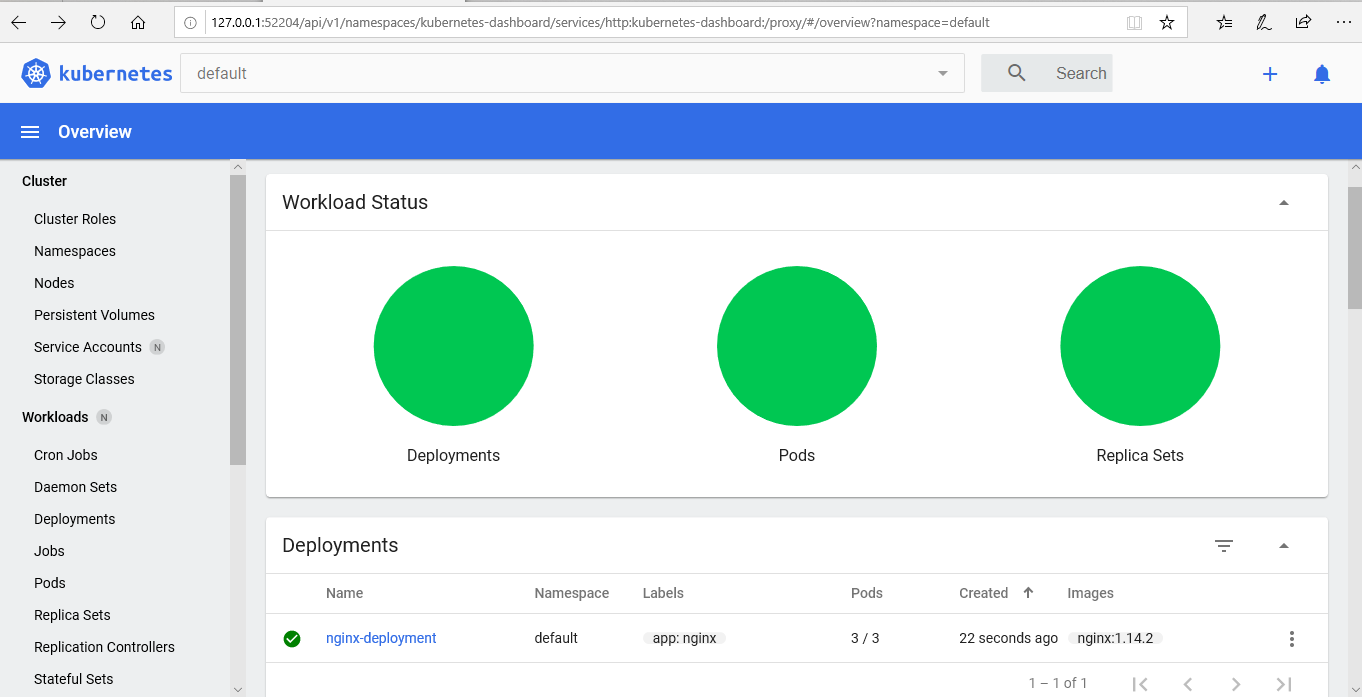 127.0.0.1:52204/api/v1/namespaces/kubernetes-dashboard/services/http:kubernetes-dashboard:/proxy/#/overview?namespace=default
kubernetes default Search
Overview
Cluster
Cluster Roles
Namespaces
Nodes
Persistent Volumes
Service Accounts N
Storage Classes
Workloads N
Cron Jobs
Daemon Sets
Deployments
Jobs
Pods
Replica Sets
Replication Controllers
Stateful Sets
Workload Status
Deployments Pods Replica Sets
Deployments
Name Namespace Labels Pods Created Images
nginx-deployment default app: nginx 3 / 3 22 seconds ago nginx:1.14.2
1 – 1 of 1